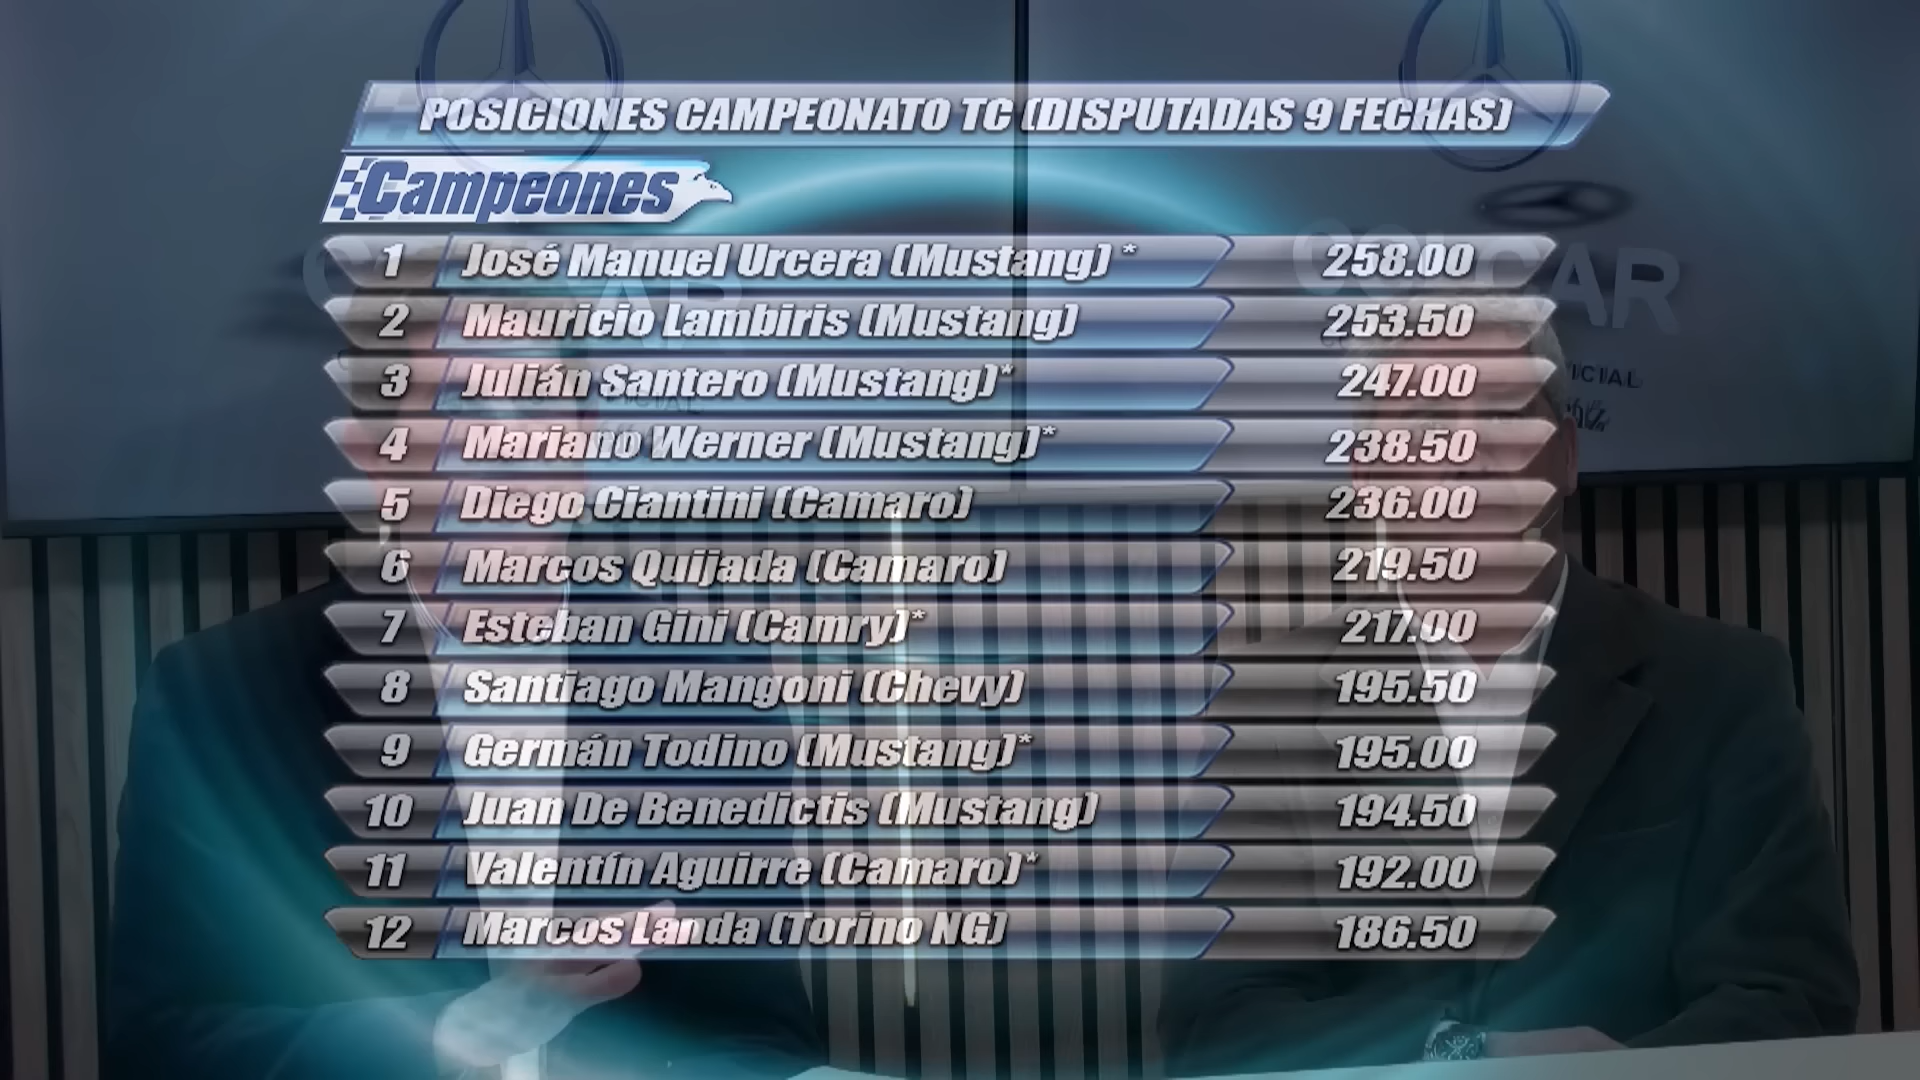 POSICIONES CAMPEONATO TC (DISPUTADAS 9 FECHAS)
Campeones
1 José Manuel Urcera (Mustang) * 258.00
2 Mauricio Lambiris (Mustang) 253.50
3 Julián Santero (Mustang)* 247.00
4 Mariano Werner (Mustang)* 238.50
5 Diego Ciantini (Camaro) 236.00
6 Marcos Quijada (Camaro) 219.50
7 Esteban Gini (Camry)* 217.00
8 Santiago Mangoni (Chevy) 195.50
9 Germán Todino (Mustang)* 195.00
10 Juan De Benedictis (Mustang) 194.50
11 Valentín Aguirre (Camaro)* 192.00
12 Marcos Landa (Torino NG) 186.50